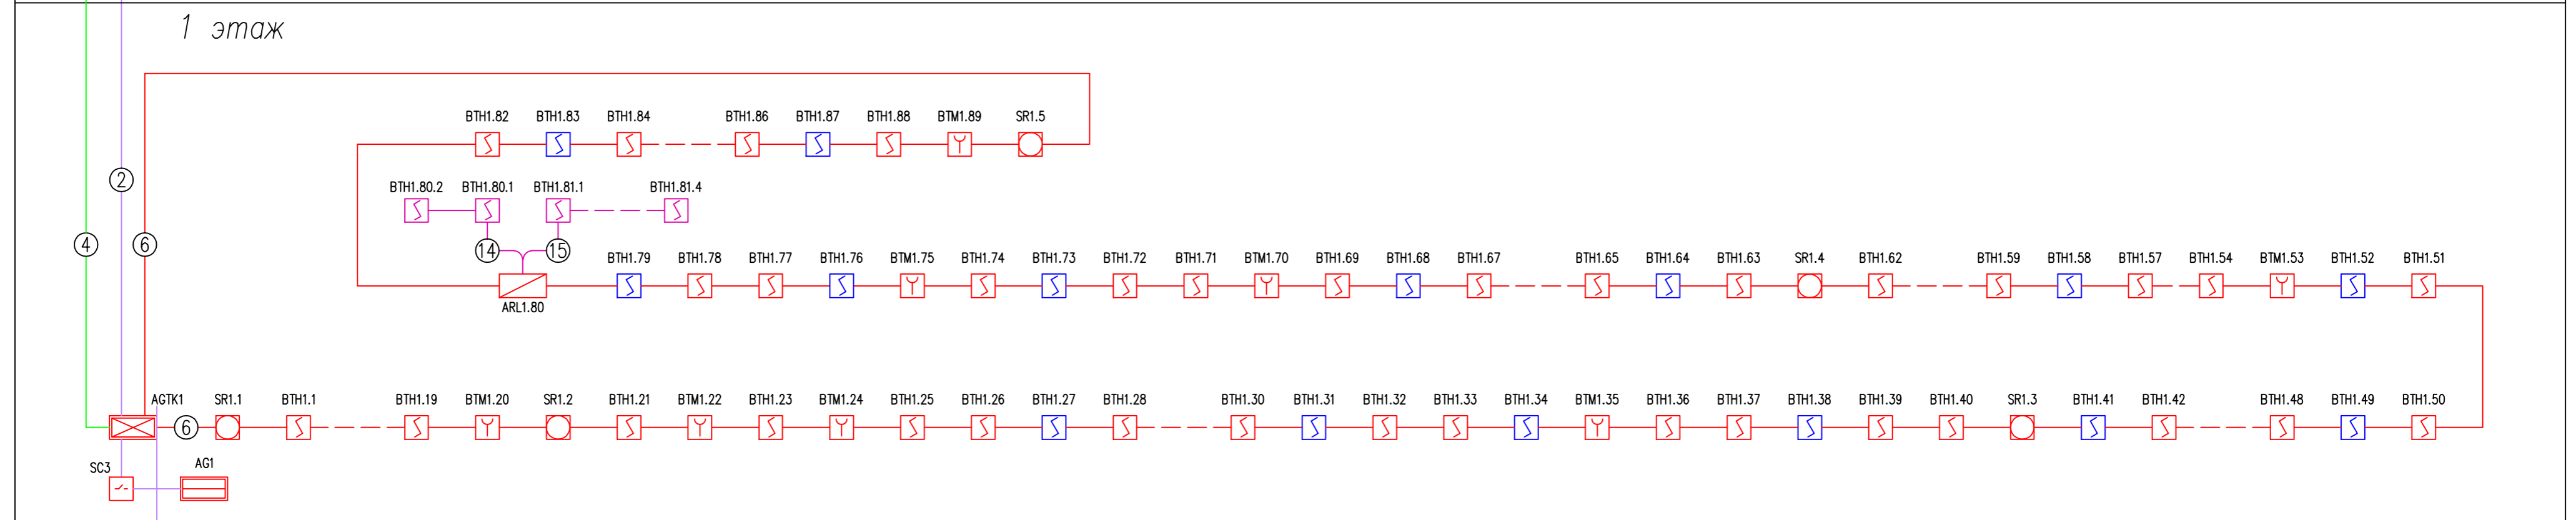 1 этаж
BTH1.82 BTH1.83 BTH1.84 BTH1.86 BTH1.87 BTH1.88 BTM1.89 SR1.5
2
BTH1.80.2 BTH1.80.1 BTH1.81.1 BTH1.81.4
4 6 14 15
BTH1.79 BTH1.78 BTH1.77 BTH1.76 BTM1.75 BTH1.74 BTH1.73 BTH1.72 BTH1.71 BTM1.70 BTH1.69 BTH1.68 BTH1.67 BTH1.65 BTH1.64 BTH1.63 SR1.4 BTH1.62 BTH1.59 BTH1.58 BTH1.57 BTH1.54 BTM1.53 BTH1.52 BTH1.51
ARL1.80
AGTK1 SR1.1 BTH1.1 BTH1.19 BTM1.20 SR1.2 BTH1.21 BTM1.22 BTH1.23 BTM1.24 BTH1.25 BTH1.26 BTH1.27 BTH1.28 BTH1.30 BTH1.31 BTH1.32 BTH1.33 BTH1.34 BTM1.35 BTH1.36 BTH1.37 BTH1.38 BTH1.39 BTH1.40 SR1.3 BTH1.41 BTH1.42 BTH1.48 BTH1.49 BTH1.50
6
SC3 AG1